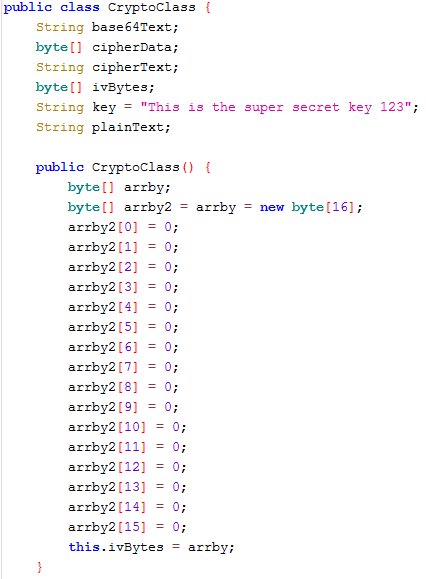 public class CryptoClass {
    String base64Text;
    byte[] cipherData;
    String cipherText;
    byte[] ivBytes;
    String key = "This is the super secret key 123";
    String plainText;

    public CryptoClass() {
        byte[] arrby;
        byte[] arrby2 = arrby = new byte[16];
        arrby2[0] = 0;
        arrby2[1] = 0;
        arrby2[2] = 0;
        arrby2[3] = 0;
        arrby2[4] = 0;
        arrby2[5] = 0;
        arrby2[6] = 0;
        arrby2[7] = 0;
        arrby2[8] = 0;
        arrby2[9] = 0;
        arrby2[10] = 0;
        arrby2[11] = 0;
        arrby2[12] = 0;
        arrby2[13] = 0;
        arrby2[14] = 0;
        arrby2[15] = 0;
        this.ivBytes = arrby;
    }